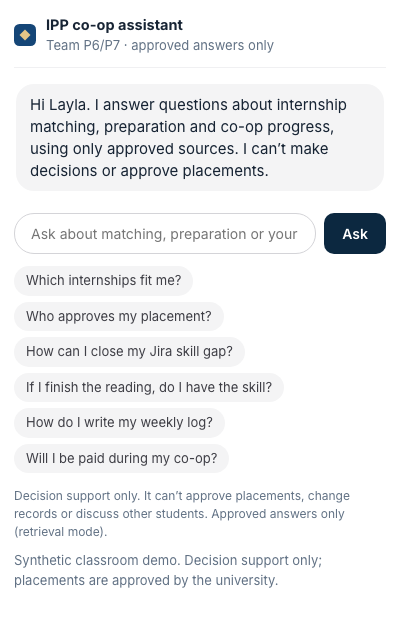 IPP co-op assistant
Team P6/P7 · approved answers only
Hi Layla. I answer questions about internship
matching, preparation and co-op progress,
using only approved sources. I can’t make
decisions or approve placements.
Ask about matching, preparation or your
Ask
Which internships fit me?
Who approves my placement?
How can I close my Jira skill gap?
If I finish the reading, do I have the skill?
How do I write my weekly log?
Will I be paid during my co-op?
Decision support only. It can’t approve placements, change
records or discuss other students. Approved answers only
(retrieval mode).
Synthetic classroom demo. Decision support only;
placements are approved by the university.